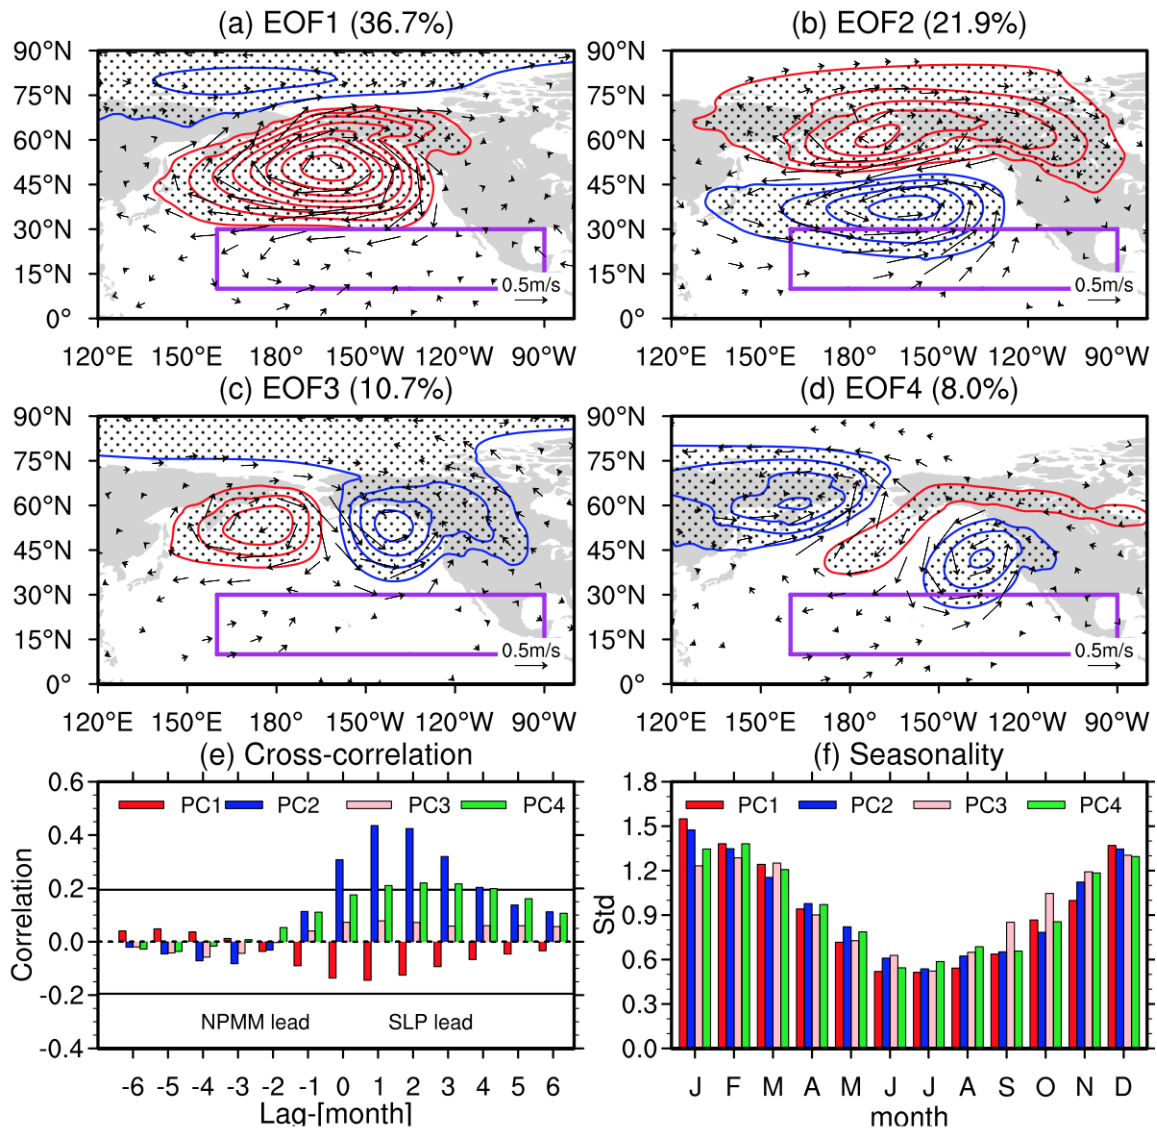 (a) EOF1 (36.7%)
(b) EOF2 (21.9%)
90°N
75°N
60°N
45°N
30°N
15°N
0°
0.5m/s
120°E 150°E 180° 150°W 120°W 90°W
90°N
75°N
60°N
45°N
30°N
15°N
0°
0.5m/s
120°E 150°E 180° 150°W 120°W 90°W
(c) EOF3 (10.7%)
(d) EOF4 (8.0%)
90°N
75°N
60°N
45°N
30°N
15°N
0°
0.5m/s
120°E 150°E 180° 150°W 120°W 90°W
90°N
75°N
60°N
45°N
30°N
15°N
0°
0.5m/s
120°E 150°E 180° 150°W 120°W 90°W
(e) Cross-correlation
PC1 PC2 PC3 PC4
Correlation
0.6
0.4
0.2
0.0
-0.2
-0.4
NPMM lead SLP lead
-6 -5 -4 -3 -2 -1 0 1 2 3 4 5 6
Lag-[month]
(f) Seasonality
PC1 PC2 PC3 PC4
Std
1.8
1.5
1.2
0.9
0.6
0.3
0.0
J F M A M J J A S O N D
month